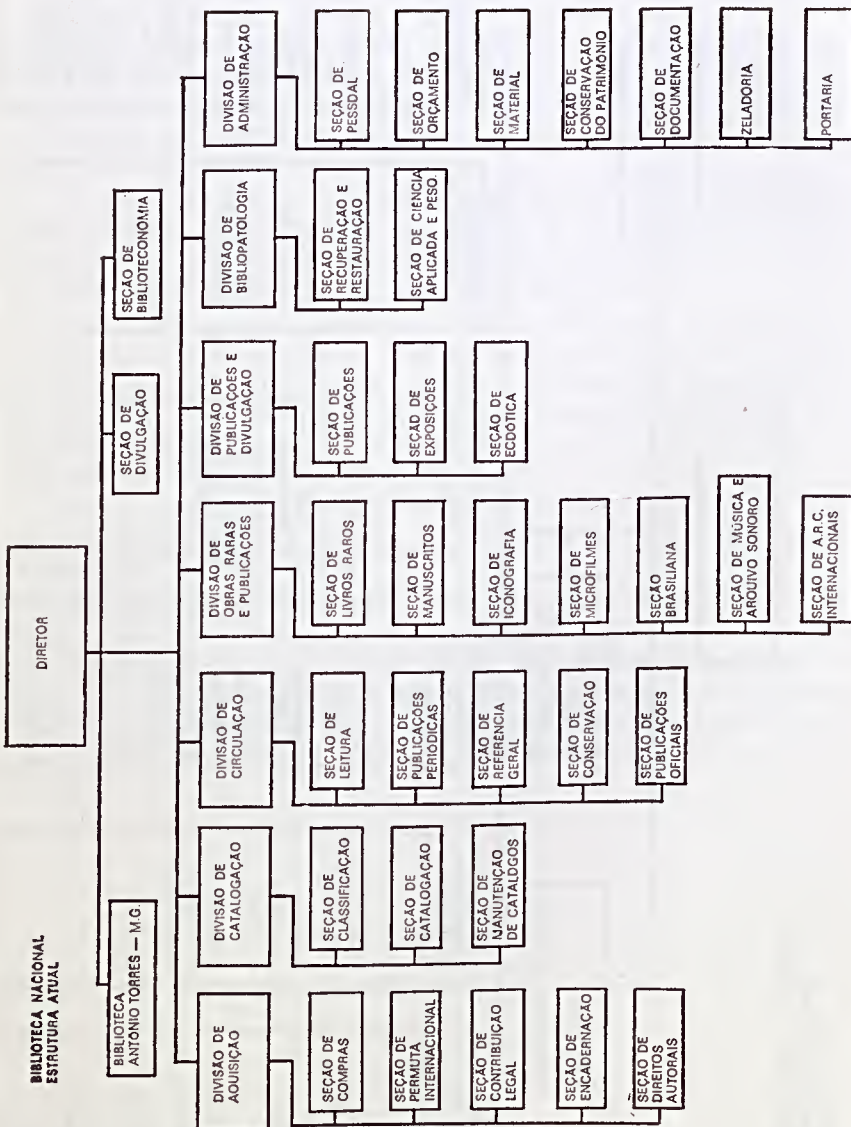 BIBLIOTECA NACIONAL
ESTRUTURA ATUAL
DIRETOR
BIBLIOTECA
ANTÔNIO TORRES — M.G.
SEÇÃO DE
DIVULGAÇÃO
SEÇÃO DE
BIBLIOTECONOMIA
DIVISÃO DE
AQUISIÇÃO
SEÇÃO DE
COMPRAS
SEÇÃO DE
PERMUTA
INTERNACIONAL
SEÇÃO DE
CONTRIBUIÇÃO
LEGAL
SEÇÃO DE
ENCADERNAÇÃO
SEÇÃO DE
DIREITOS
AUTORAIS
DIVISÃO DE
CATALOGAÇÃO
SEÇÃO DE
CLASSIFICAÇÃO
SEÇÃO DE
CATALOGAÇÃO
SEÇÃO DE
MANUTENÇÃO
DE CATÁLOGOS
DIVISÃO DE
CIRCULAÇÃO
SEÇÃO DE
LEITURA
SEÇÃO DE
PUBLICAÇÕES
PERIÓDICAS
SEÇÃO DE
REFERÊNCIA
GERAL
SEÇÃO DE
CONSERVAÇÃO
SEÇÃO DE
PUBLICAÇÕES
OFICIAIS
DIVISÃO DE
OBRAS RARAS
E PUBLICAÇÕES
SEÇÃO DE
LIVROS RAROS
SEÇÃO DE
MANUSCRITOS
SEÇÃO DE
ICONOGRAFIA
SEÇÃO DE
MICROFILMES
SEÇÃO
BRASILIANA
SEÇÃO DE MÚSICA E
ARQUIVO SONORO
SEÇÃO DE A.R.C.
INTERNACIONAIS
DIVISÃO DE
PUBLICAÇÕES E
DIVULGAÇÃO
SEÇÃO DE
PUBLICAÇÕES
SEÇÃO DE
EXPOSIÇÕES
SEÇÃO DE
ECDÓTICA
DIVISÃO DE
BIBLIOPATOLOGIA
SEÇÃO DE
RECUPERAÇÃO E
RESTAURAÇÃO
SEÇÃO DE CIÊNCIA
APLICADA E PESQ.
DIVISÃO DE
ADMINISTRAÇÃO
SEÇÃO DE
PESSOAL
SEÇÃO DE
ORÇAMENTO
SEÇÃO DE
MATERIAL
SEÇÃO DE
CONSERVAÇÃO
DO PATRIMÔNIO
SEÇÃO DE
DOCUMENTAÇÃO
ZELADORIA
PORTARIA